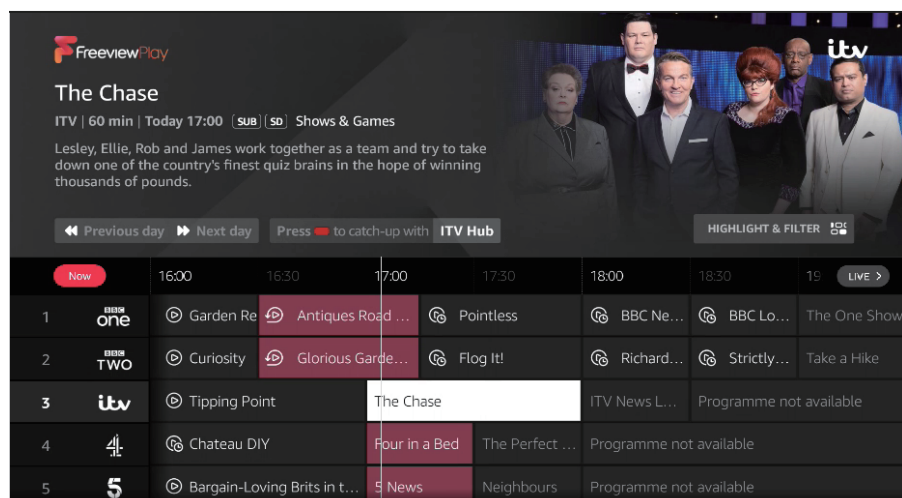 FreeviewPlay
itv
The Chase
ITV | 60 min | Today 17:00 SUB SD Shows & Games
Lesley, Ellie, Rob and James work together as a team and try to take
down one of the country's finest quiz brains in the hope of winning
thousands of pounds.
Previous day Next day Press to catch-up with ITV Hub
HIGHLIGHT & FILTER
Now 16:00 16:30 17:00 17:30 18:00 18:30 19 LIVE >
1 BBC one Garden Re Antiques Road ... Pointless BBC Ne... BBC Lo... The One Show
2 BBC TWO Curiosity Glorious Garde... Flog It! Richard... Strictly... Take a Hike
3 itv Tipping Point The Chase ITV News L... Programme not available
4 4 Chateau DIY Four in a Bed The Perfect ... Programme not available
5 5 Bargain-Loving Brits in t... 5 News Neighbours Programme not available